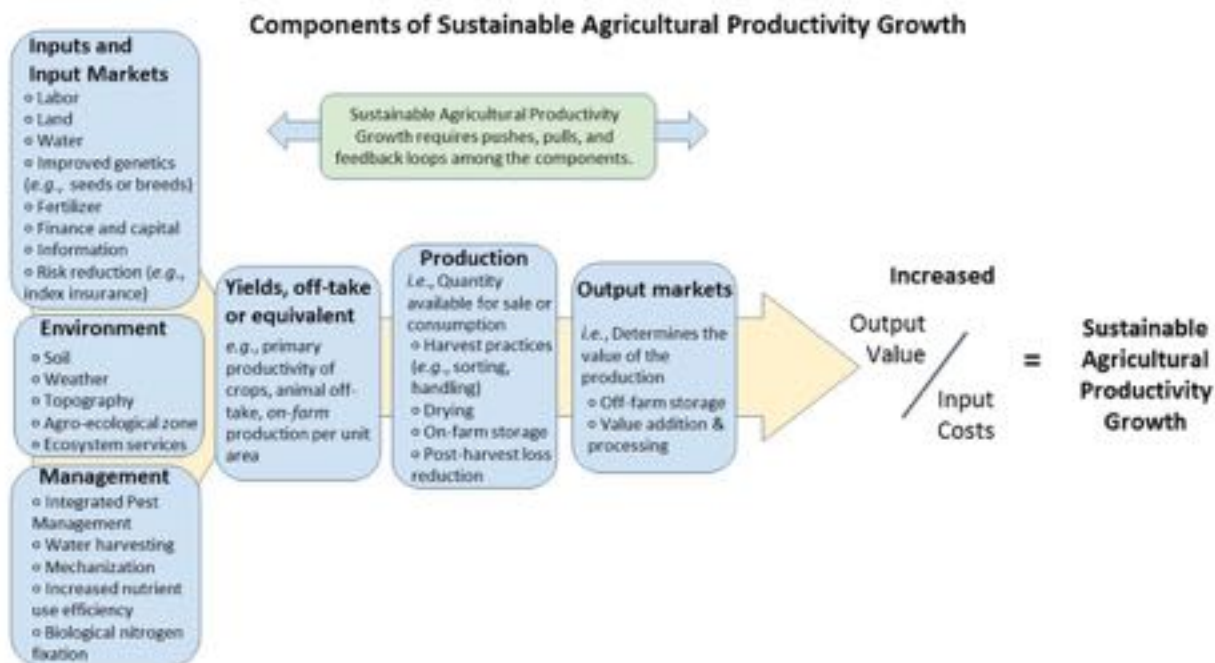 Components of Sustainable Agricultural Productivity Growth
Inputs and
Input Markets
o Labor
o Land
o Water
o Improved genetics
(e.g., seeds or breeds)
o Fertilizer
o Finance and capital
o Information
o Risk reduction (e.g.,
index insurance)
Environment
o Soil
o Weather
o Topography
o Agro-ecological zone
o Ecosystem services
Management
o Integrated Pest
Management
o Water harvesting
o Mechanization
o Increased nutrient
use efficiency
o Biological nitrogen
fixation
Sustainable Agricultural Productivity
Growth requires pushes, pulls, and
feedback loops among the components.
Yields, off-take
or equivalent
e.g., primary
productivity of
crops, animal off-
take, on-farm
production per unit
area
Production
i.e., Quantity
available for sale or
consumption
o Harvest practices
(e.g., sorting,
handling)
o Drying
o On-farm storage
o Post-harvest loss
reduction
Output markets
i.e., Determines the
value of the
production
o Off-farm storage
o Value addition &
processing
Increased
Output
Value
/
Input
Costs
=
Sustainable
Agricultural
Productivity
Growth